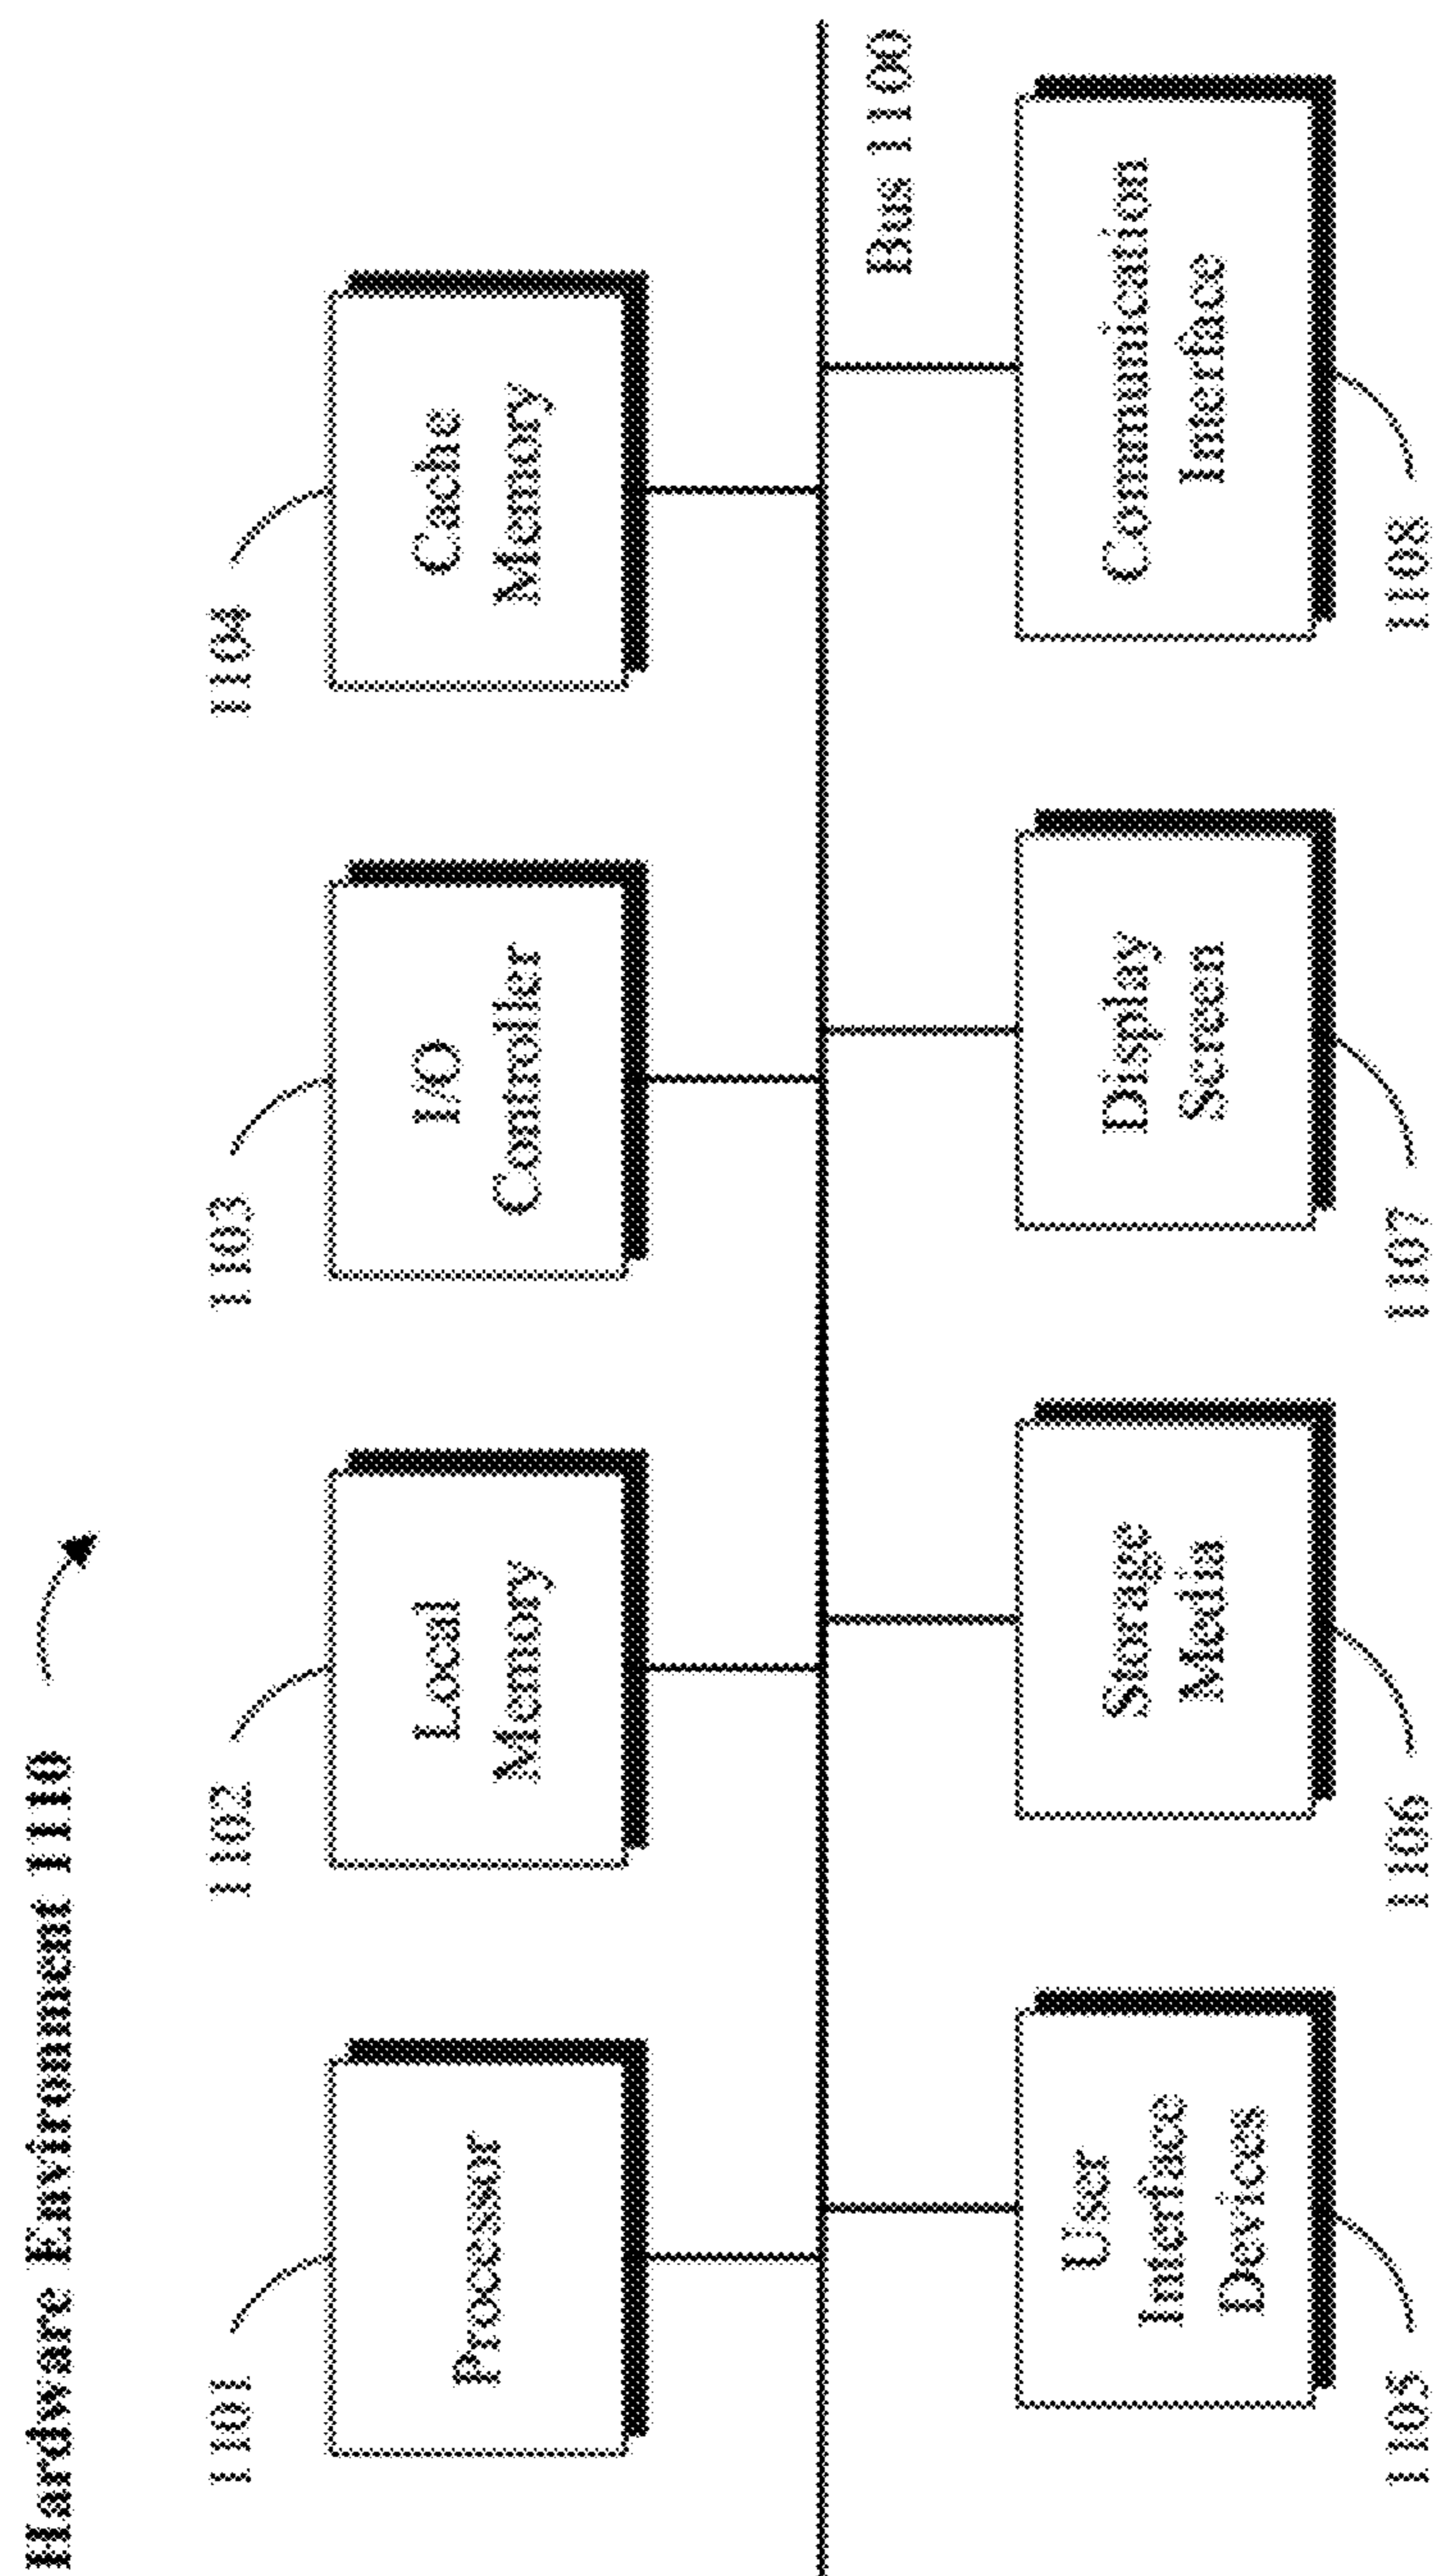 Hardware Environment 1110
1101
1102
1103
1104
Processor
Local
Memory
I/O
Controller
Cache
Memory
Bus 1100
User
Interface
Devices
Storage
Media
Display
Screen
Communication
Interface
1105
1106
1107
1108